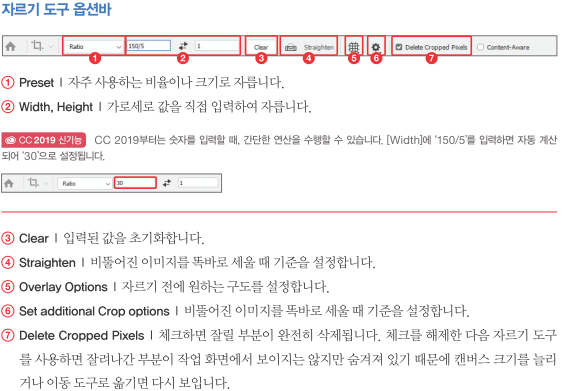 자르기 도구 옵션바
Ratio 150/5 1 Clear Straighten Delete Cropped Pixels Content-Aware
1 2 3 4 5 6 7
① Preset | 자주 사용하는 비율이나 크기로 자릅니다.
② Width, Height | 가로세로 값을 직접 입력하여 자릅니다.
CC 2019 신기능 CC 2019부터는 숫자를 입력할 때, 간단한 연산을 수행할 수 있습니다. [Width]에 '150/5'를 입력하면 자동 계산
되어 '30'으로 설정됩니다.
Ratio 30 1
③ Clear | 입력된 값을 초기화합니다.
④ Straighten | 비뚤어진 이미지를 똑바로 세울 때 기준을 설정합니다.
⑤ Overlay Options | 자르기 전에 원하는 구도를 설정합니다.
⑥ Set additional Crop options | 비뚤어진 이미지를 똑바로 세울 때 기준을 설정합니다.
⑦ Delete Cropped Pixels | 체크하면 잘릴 부분이 완전히 삭제됩니다. 체크를 해제한 다음 자르기 도구
를 사용하면 잘려나간 부분이 작업 화면에서 보이지는 않지만 숨겨져 있기 때문에 캔버스 크기를 늘리
거나 이동 도구로 옮기면 다시 보입니다.